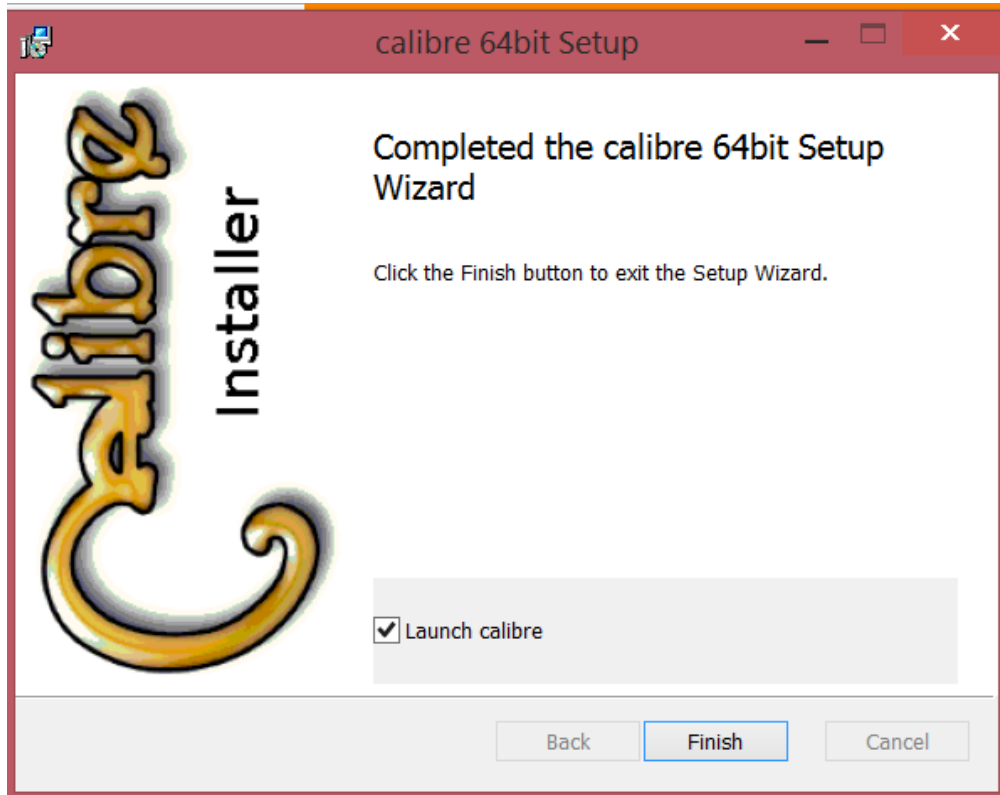 calibre 64bit Setup
Calibre
Installer
Completed the calibre 64bit Setup
Wizard
Click the Finish button to exit the Setup Wizard.
Launch calibre
Back
Finish
Cancel